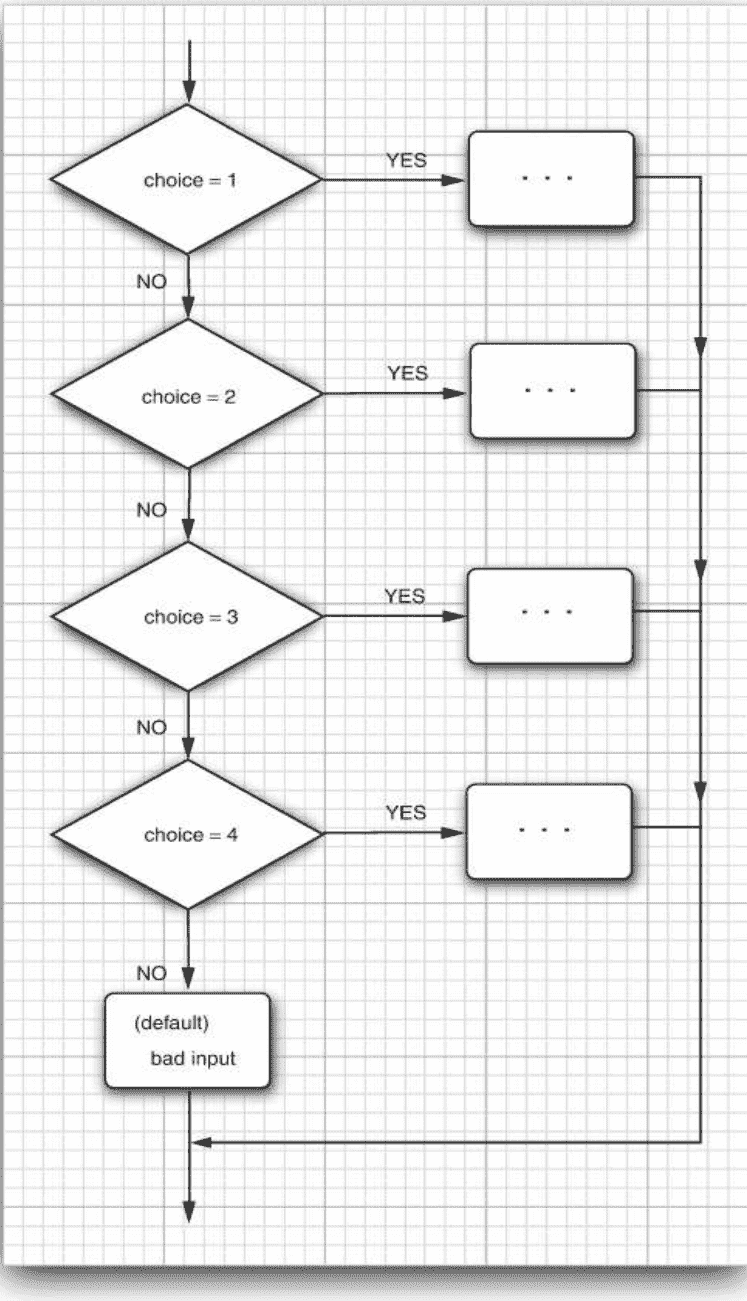 choice = 1
YES
. . .
NO
choice = 2
YES
. . .
NO
choice = 3
YES
. . .
NO
choice = 4
YES
. . .
NO
(default)
bad input